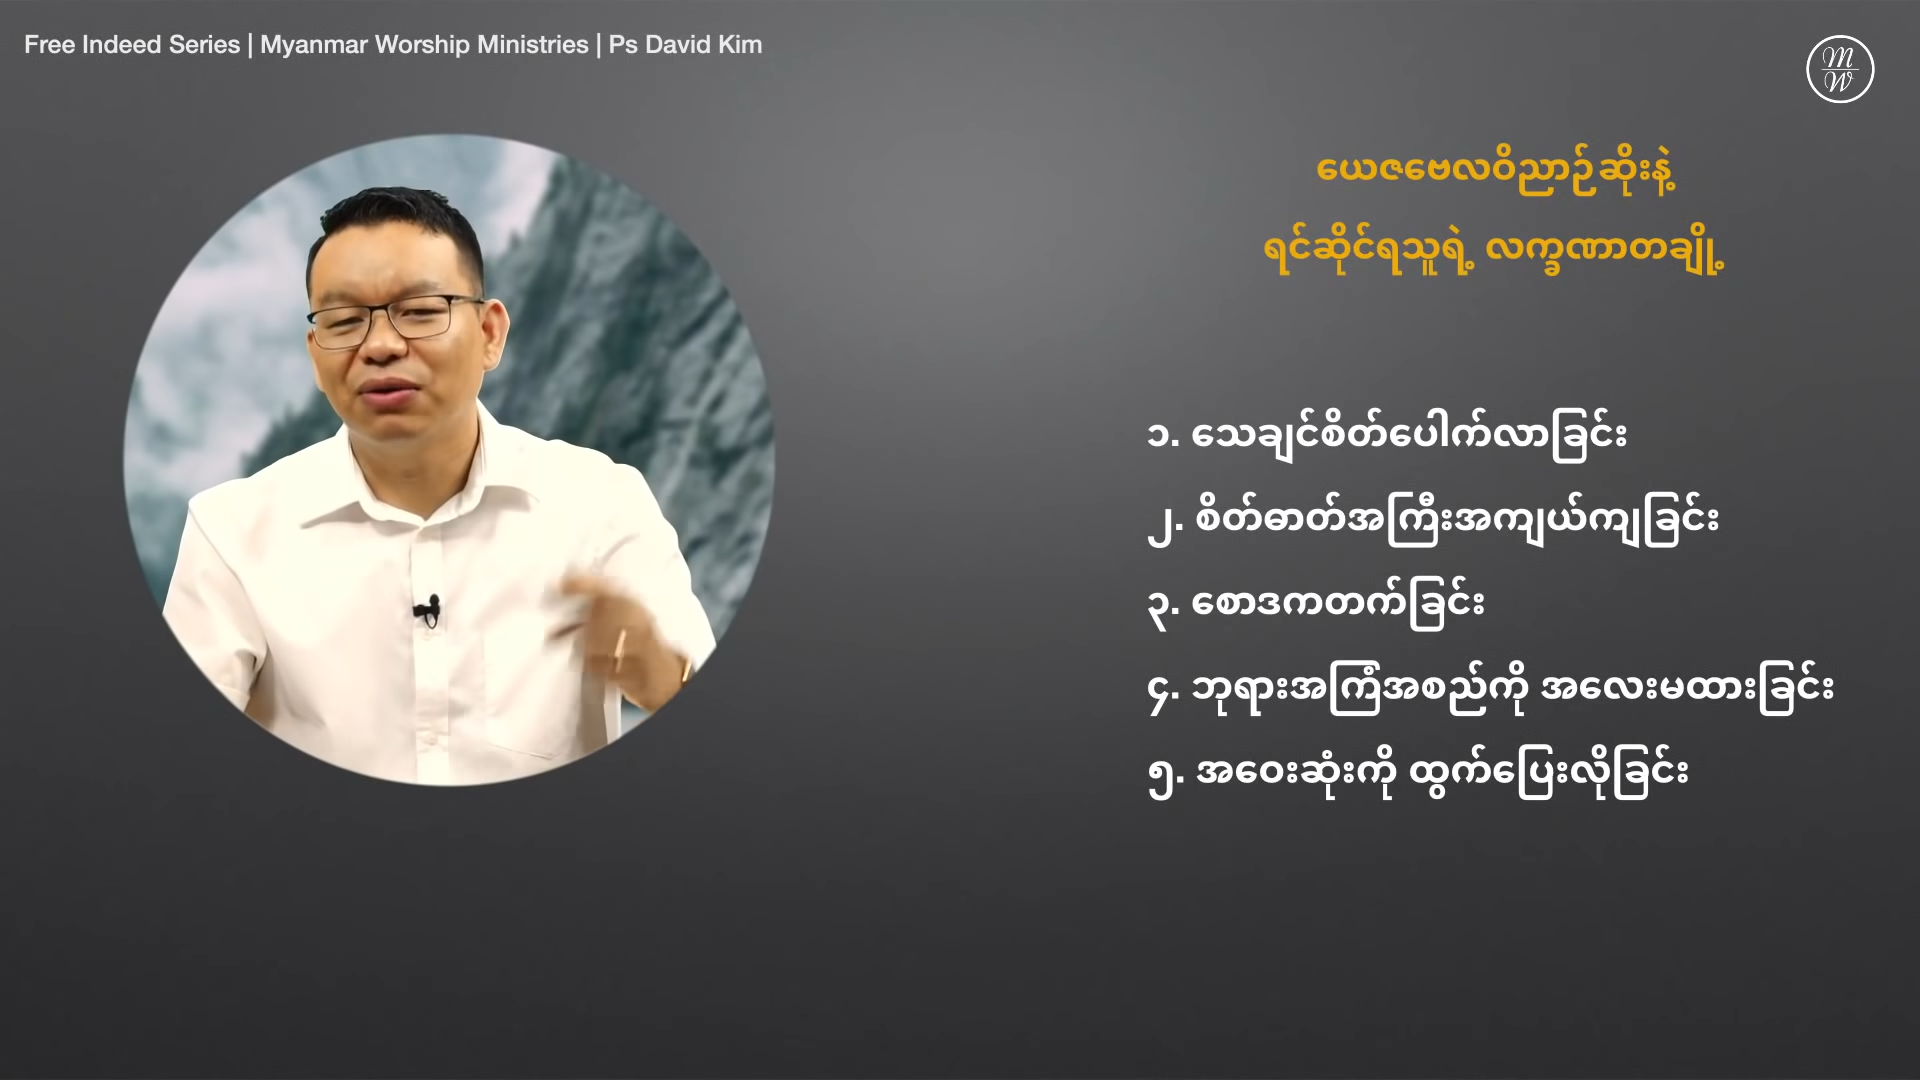 Free Indeed Series | Myanmar Worship Ministries | Ps David Kim
M
W
ယေဇဗေလဝိညာဉ်ဆိုးနဲ့
ရင်ဆိုင်ရသူရဲ့ လက္ခဏာတချို့
၁. သေချင်စိတ်ပေါက်လာခြင်း
၂. စိတ်ဓာတ်အကြီးအကျယ်ကျခြင်း
၃. စောဒကတက်ခြင်း
၄. ဘုရားအကြံအစည်ကို အလေးမထားခြင်း
၅. အဝေးဆုံးကို ထွက်ပြေးလိုခြင်း